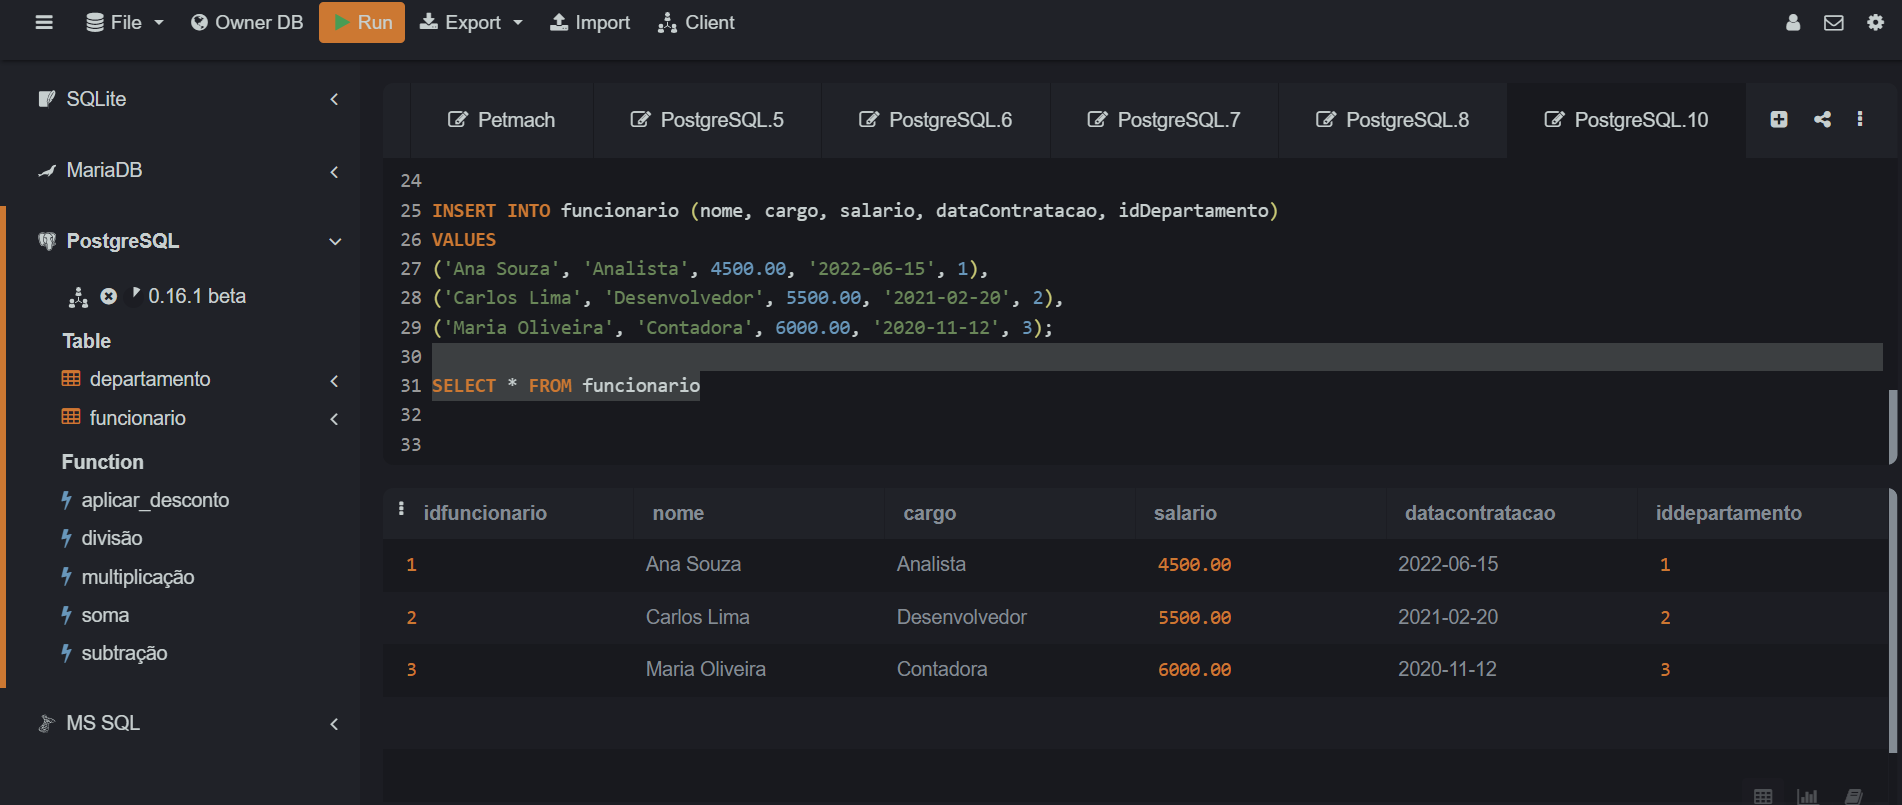 File Owner DB Run Export Import Client
SQLite
MariaDB
PostgreSQL
0.16.1 beta
Table
departamento
funcionario
Function
aplicar_desconto
divisão
multiplicação
soma
subtração
MS SQL
Petmach PostgreSQL.5 PostgreSQL.6 PostgreSQL.7 PostgreSQL.8 PostgreSQL.10
24
25 INSERT INTO funcionario (nome, cargo, salario, dataContratacao, idDepartamento)
26 VALUES
27 ('Ana Souza', 'Analista', 4500.00, '2022-06-15', 1),
28 ('Carlos Lima', 'Desenvolvedor', 5500.00, '2021-02-20', 2),
29 ('Maria Oliveira', 'Contadora', 6000.00, '2020-11-12', 3);
30
31 SELECT * FROM funcionario
32
33
idfuncionario nome cargo salario datacontratacao iddepartamento
1 Ana Souza Analista 4500.00 2022-06-15 1
2 Carlos Lima Desenvolvedor 5500.00 2021-02-20 2
3 Maria Oliveira Contadora 6000.00 2020-11-12 3